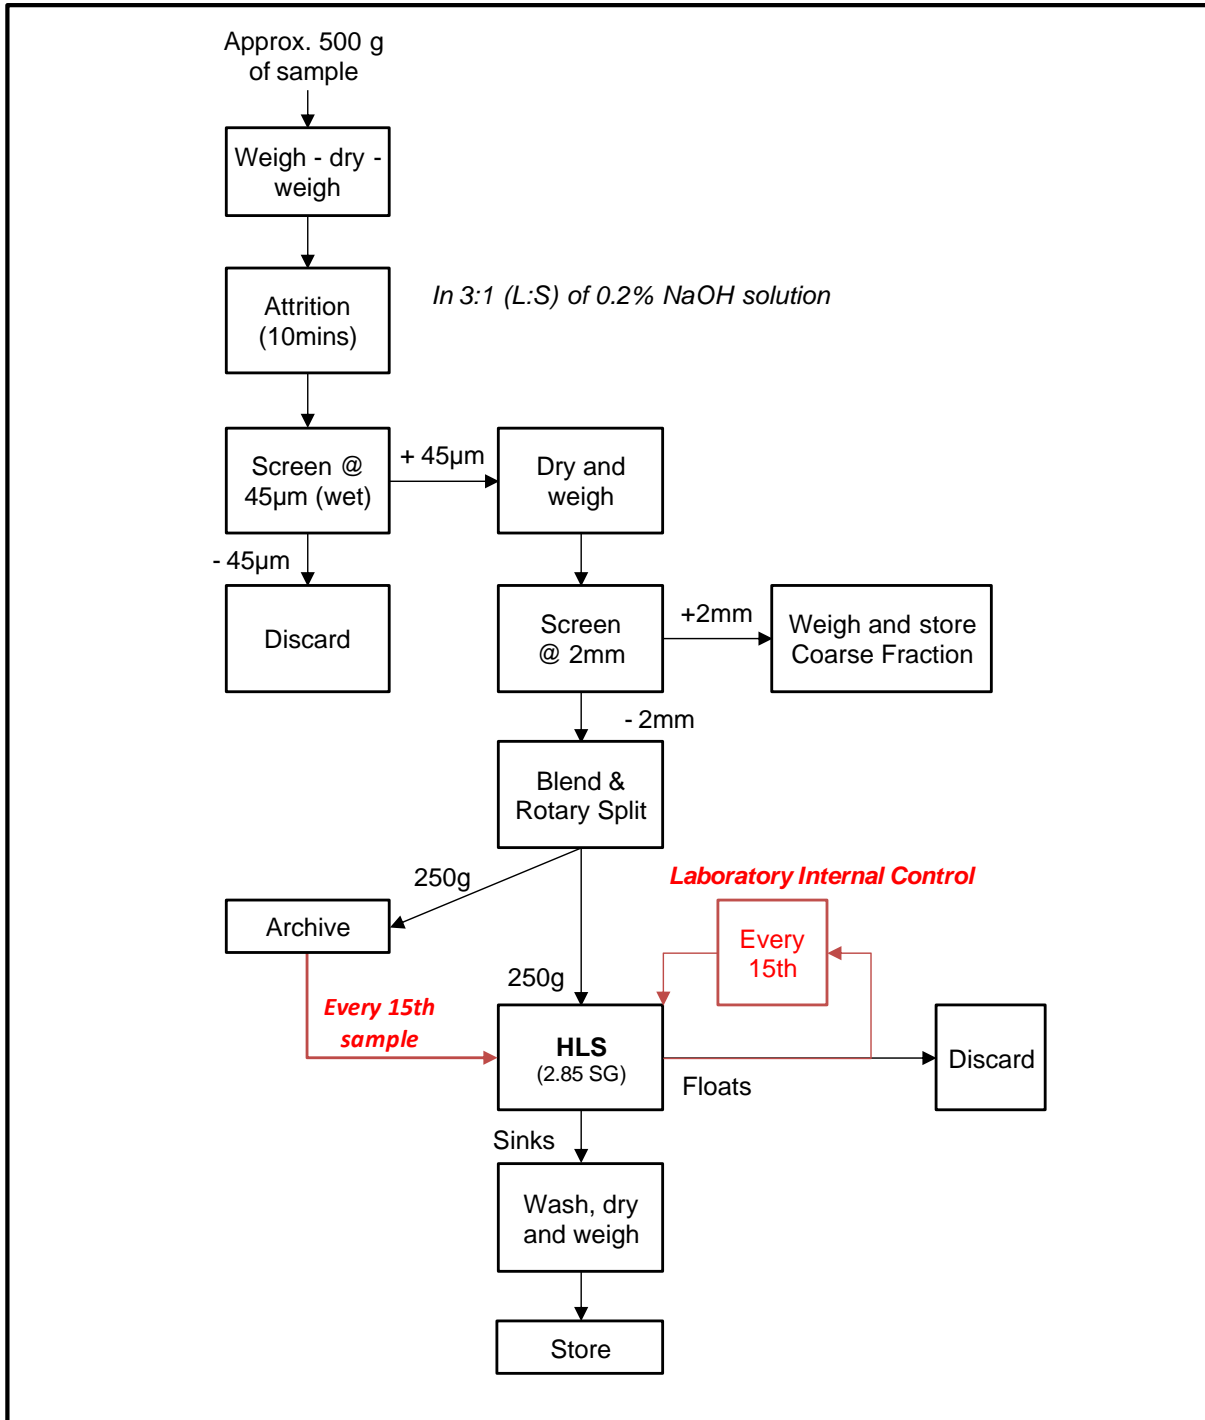 Approx. 500 g
of sample
Weigh - dry -
weigh
Attrition
(10mins)
In 3:1 (L:S) of 0.2% NaOH solution
Screen @
45µm (wet)
+ 45µm
Dry and
weigh
- 45µm
Discard
Screen
@ 2mm
+2mm
Weigh and store
Coarse Fraction
- 2mm
Blend &
Rotary Split
250g
Archive
250g
Laboratory Internal Control
Every
15th
Every 15th
sample
HLS
(2.85 SG)
Floats
Discard
Sinks
Wash, dry
and weigh
Store